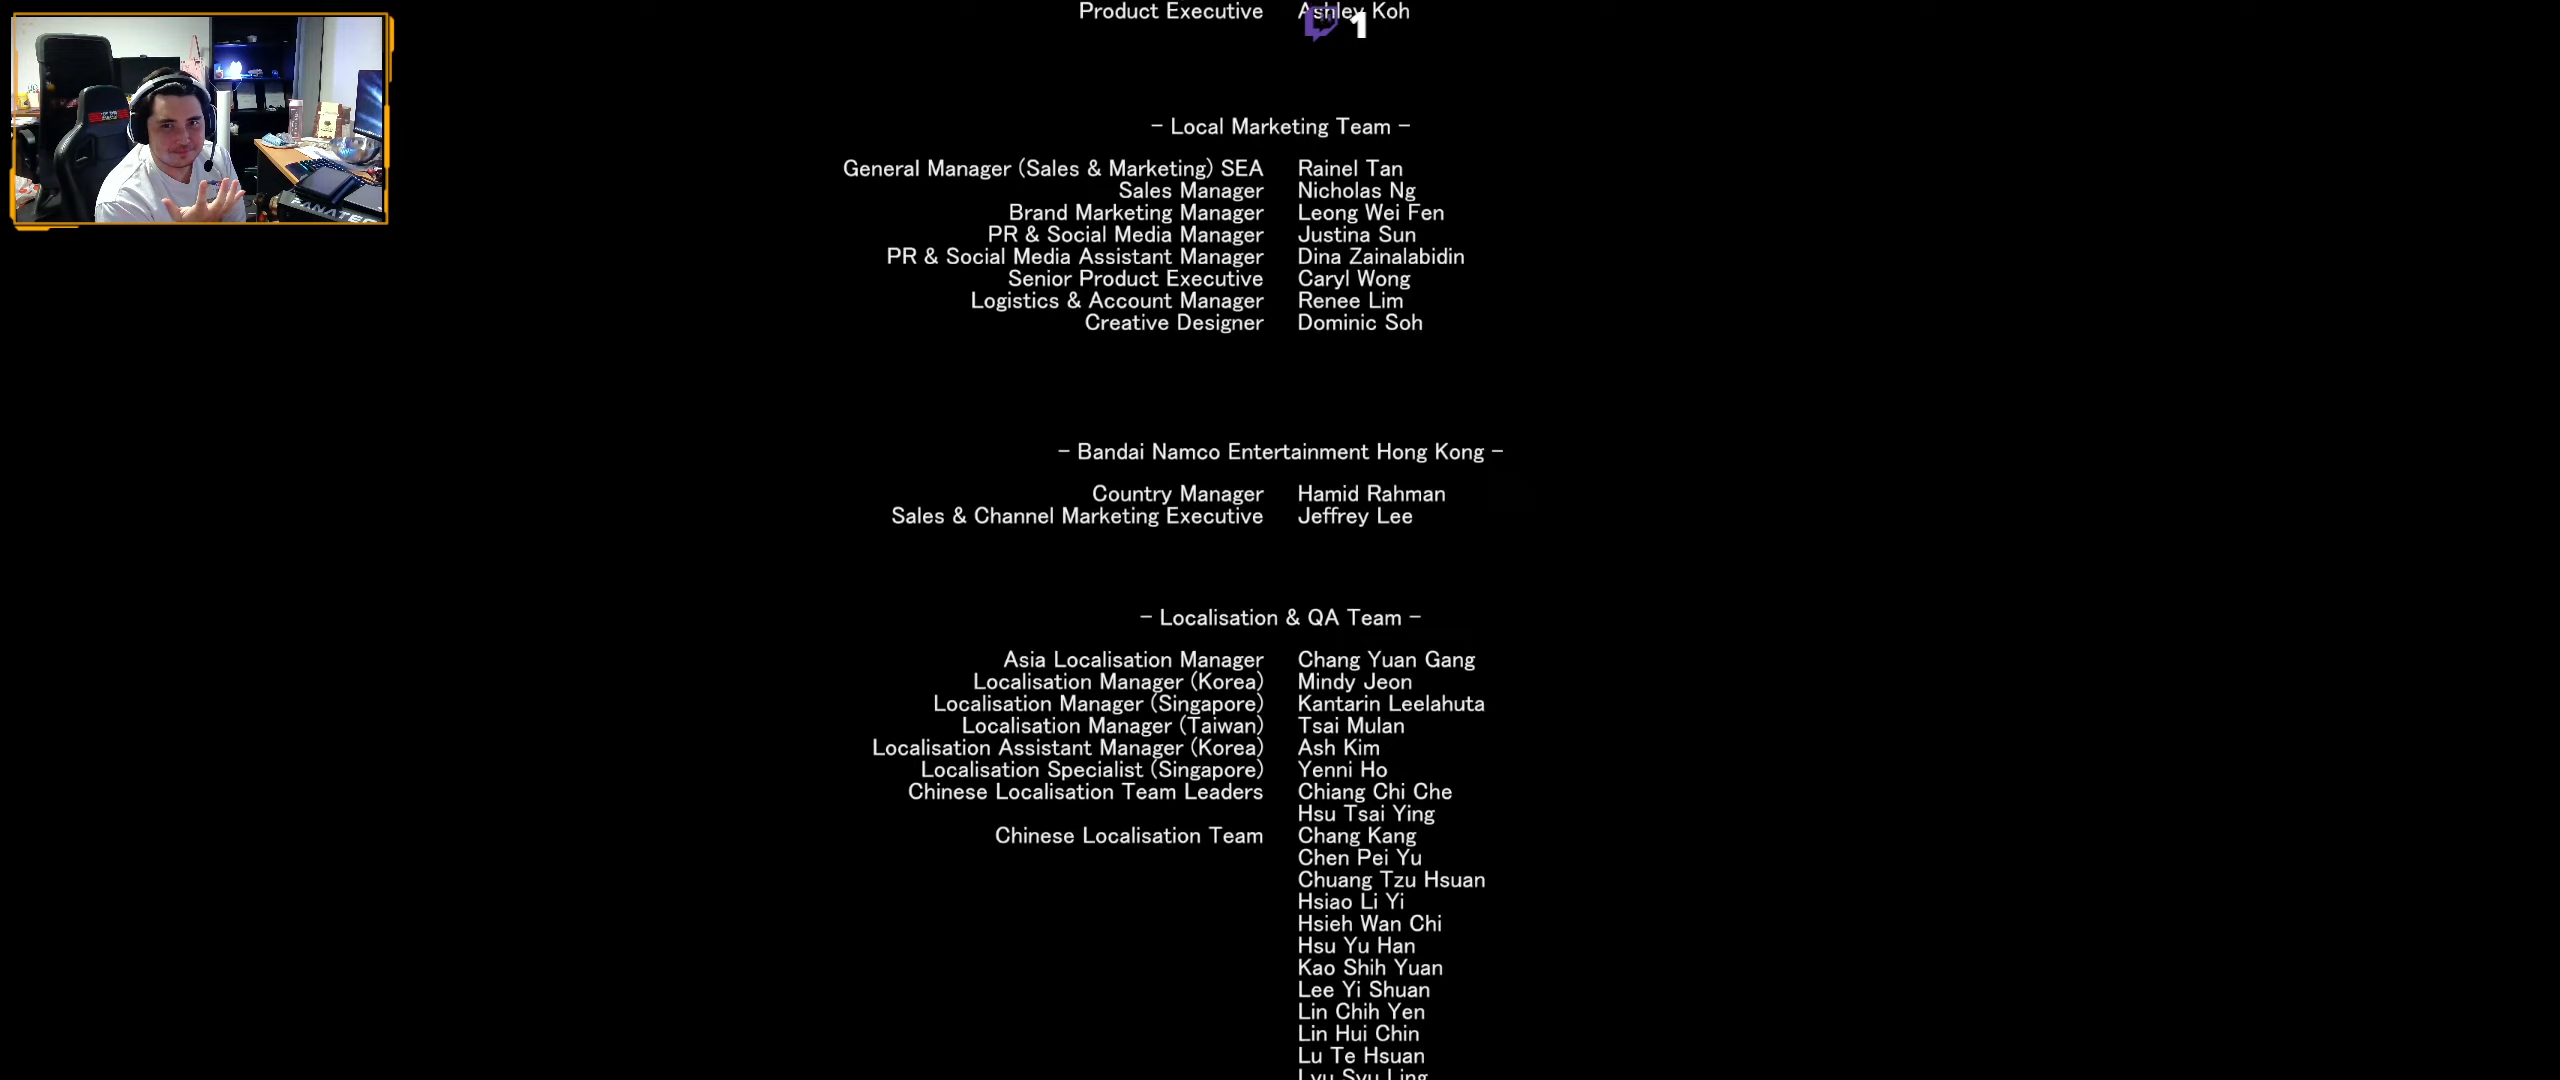 Product Executive Ashley Koh
1
- Local Marketing Team -
General Manager (Sales & Marketing) SEA Rainel Tan
Sales Manager Nicholas Ng
Brand Marketing Manager Leong Wei Fen
PR & Social Media Manager Justina Sun
PR & Social Media Assistant Manager Dina Zainalabidin
Senior Product Executive Caryl Wong
Logistics & Account Manager Renee Lim
Creative Designer Dominic Soh
- Bandai Namco Entertainment Hong Kong -
Country Manager Hamid Rahman
Sales & Channel Marketing Executive Jeffrey Lee
- Localisation & QA Team -
Asia Localisation Manager Chang Yuan Gang
Localisation Manager (Korea) Mindy Jeon
Localisation Manager (Singapore) Kantarin Leelahuta
Localisation Manager (Taiwan) Tsai Mulan
Localisation Assistant Manager (Korea) Ash Kim
Localisation Specialist (Singapore) Yenni Ho
Chinese Localisation Team Leaders Chiang Chi Che
Hsu Tsai Ying
Chinese Localisation Team Chang Kang
Chen Pei Yu
Chuang Tzu Hsuan
Hsiao Li Yi
Hsieh Wan Chi
Hsu Yu Han
Kao Shih Yuan
Lee Yi Shuan
Lin Chih Yen
Lin Hui Chin
Lu Te Hsuan
Lyu Syu Ling
FANATEC